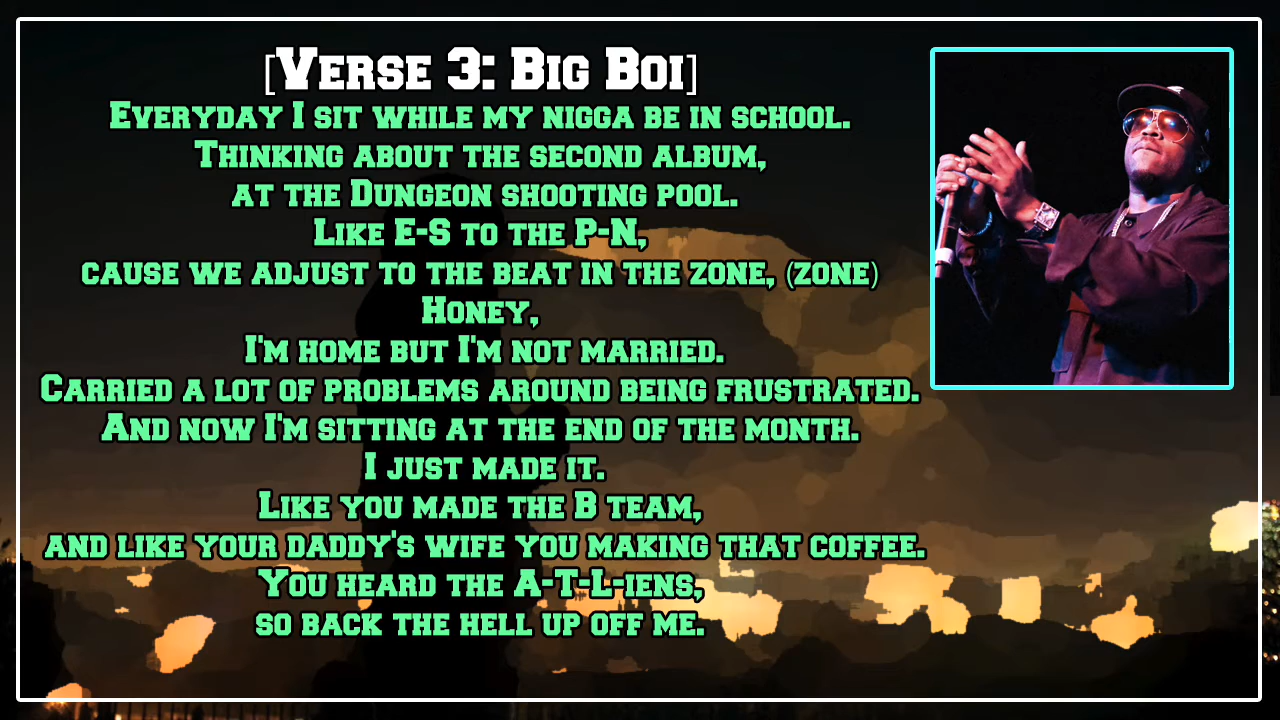 [Verse 3: Big Boi]
Everyday I sit while my nigga be in school.
Thinking about the second album,
at the Dungeon shooting pool.
Like E-S to the P-N,
cause we adjust to the beat in the zone, (zone)
Honey,
I'm home but I'm not married.
Carried a lot of problems around being frustrated.
And now I'm sitting at the end of the month.
I just made it.
Like you made the B team,
and like your daddy's wife you making that coffee.
You heard the A-T-L-iens,
so back the hell up off me.